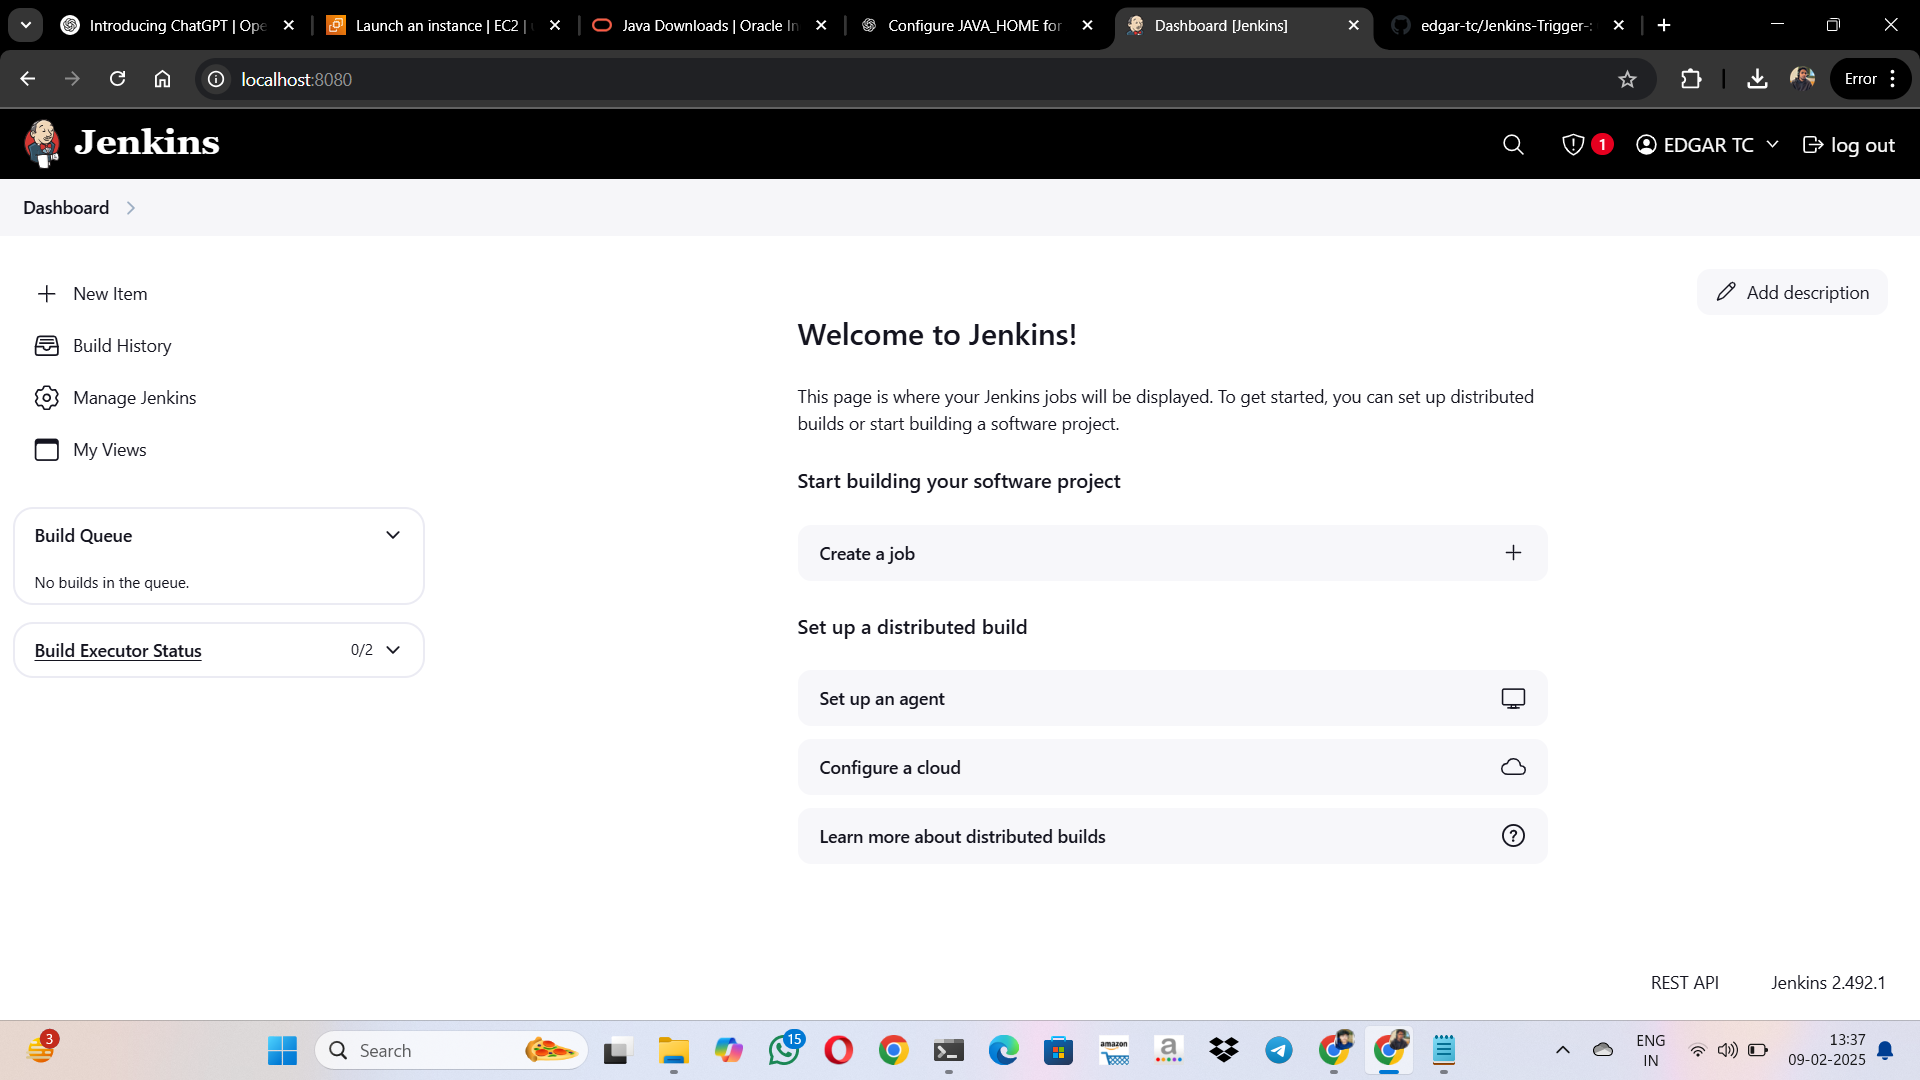 Introducing ChatGPT | Ope
Launch an instance | EC2 |
Java Downloads | Oracle In
Configure JAVA_HOME for
Dashboard [Jenkins]
edgar-tc/Jenkins-Trigger-
localhost:8080
Error
Jenkins
1
EDGAR TC
log out
Dashboard
New Item
Build History
Manage Jenkins
My Views
Build Queue
No builds in the queue.
Build Executor Status
0/2
Add description
Welcome to Jenkins!
This page is where your Jenkins jobs will be displayed. To get started, you can set up distributed
builds or start building a software project.
Start building your software project
Create a job
Set up a distributed build
Set up an agent
Configure a cloud
Learn more about distributed builds
REST API
Jenkins 2.492.1
3
Search
15
amazon
a
ENG
IN
13:37
09-02-2025